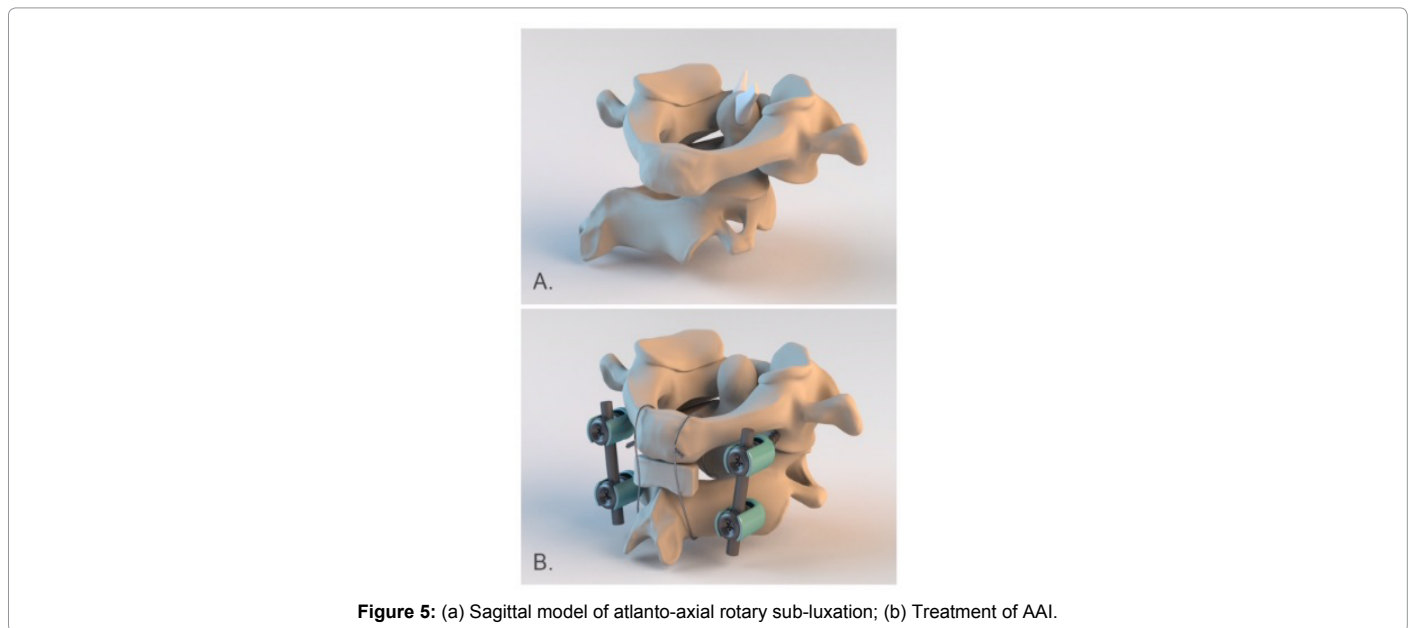 A.
B.
Figure 5: (a) Sagittal model of atlanto-axial rotary sub-luxation; (b) Treatment of AAI.